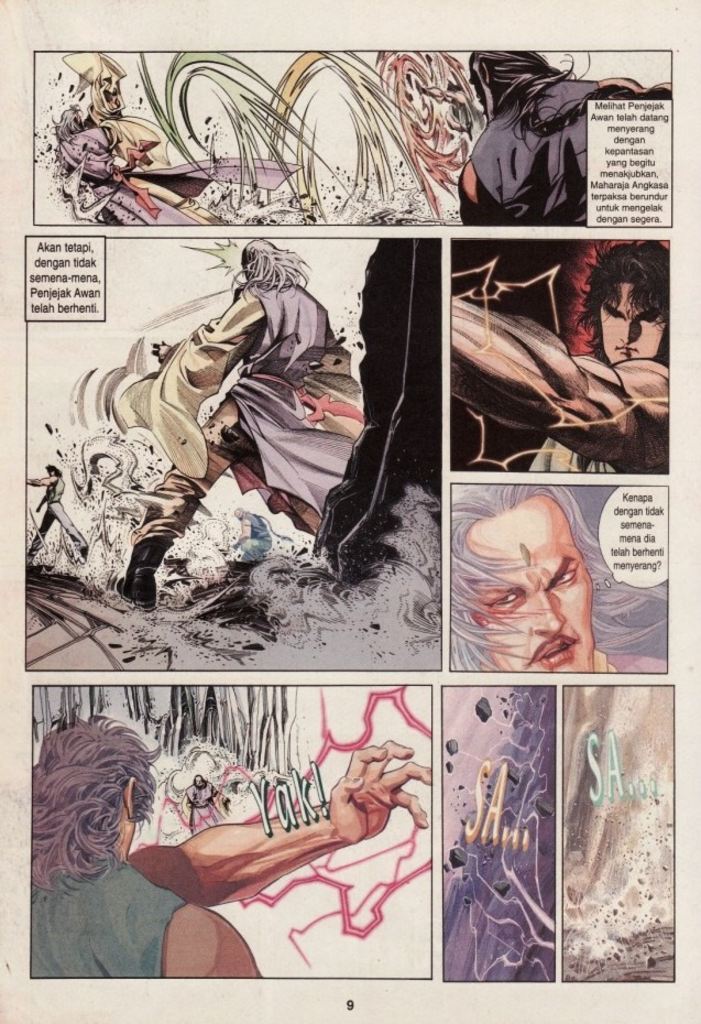 Melihat Penjejak
Awan telah datang
menyerang
dengan
kepantasan
yang begitu
menakjubkan,
Maharaja Angkasa
terpaksa berundur
untuk mengelak
dengan segera.
Akan tetapi,
dengan tidak
semena-mena,
Penjejak Awan
telah berhenti.
Kenapa
dengan tidak
semena-
mena dia
telah berhenti
menyerang?
YaK!
SA....
SA....
9